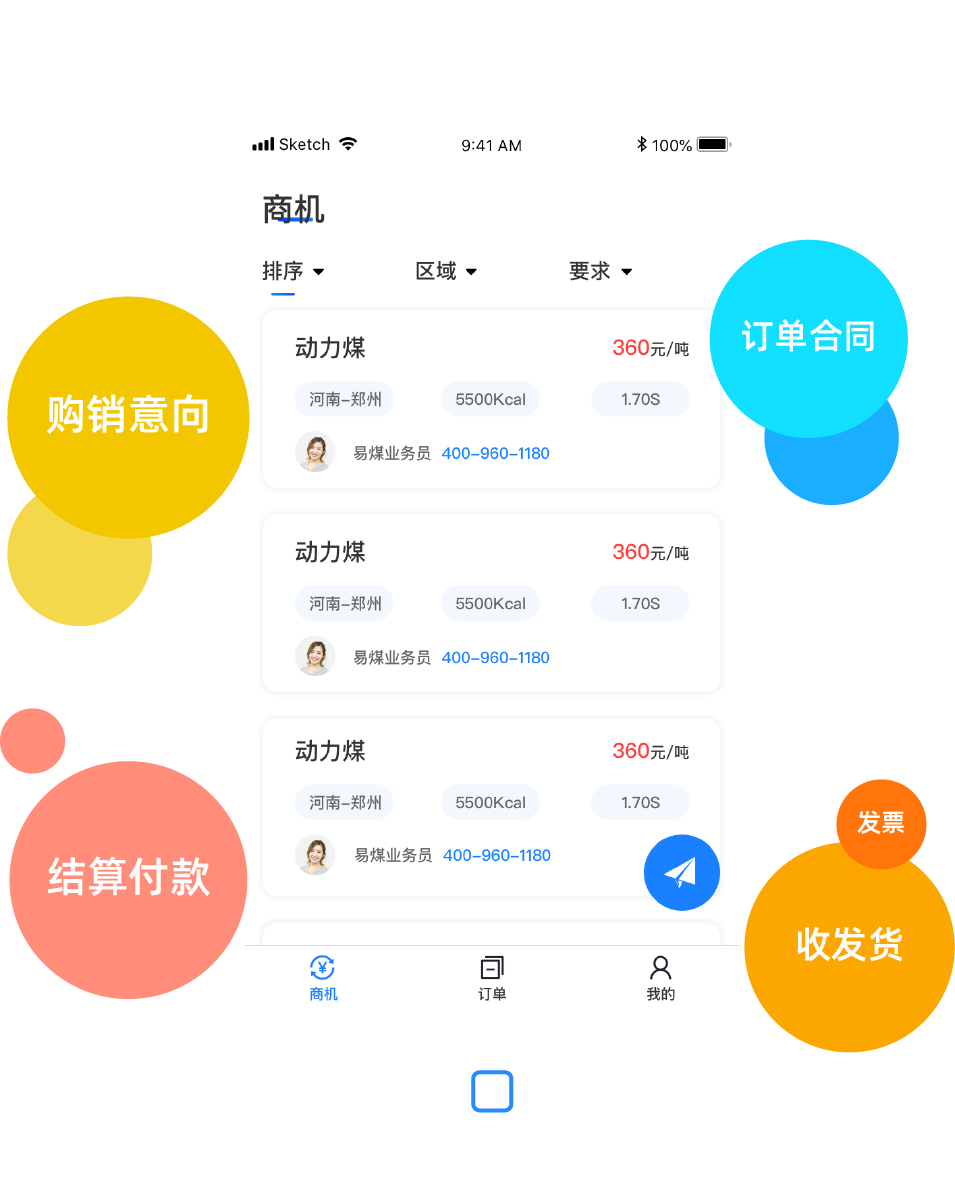 Sketch 9:41 AM 100%
商机
排序 区域 要求
订单合同
购销意向
动力煤 360元/吨
河南-郑州 5500Kcal 1.70S
易煤业务员 400-960-1180
动力煤 360元/吨
河南-郑州 5500Kcal 1.70S
易煤业务员 400-960-1180
动力煤 360元/吨
河南-郑州 5500Kcal 1.70S
易煤业务员 400-960-1180
发票
结算付款
收发货
商机 订单 我的